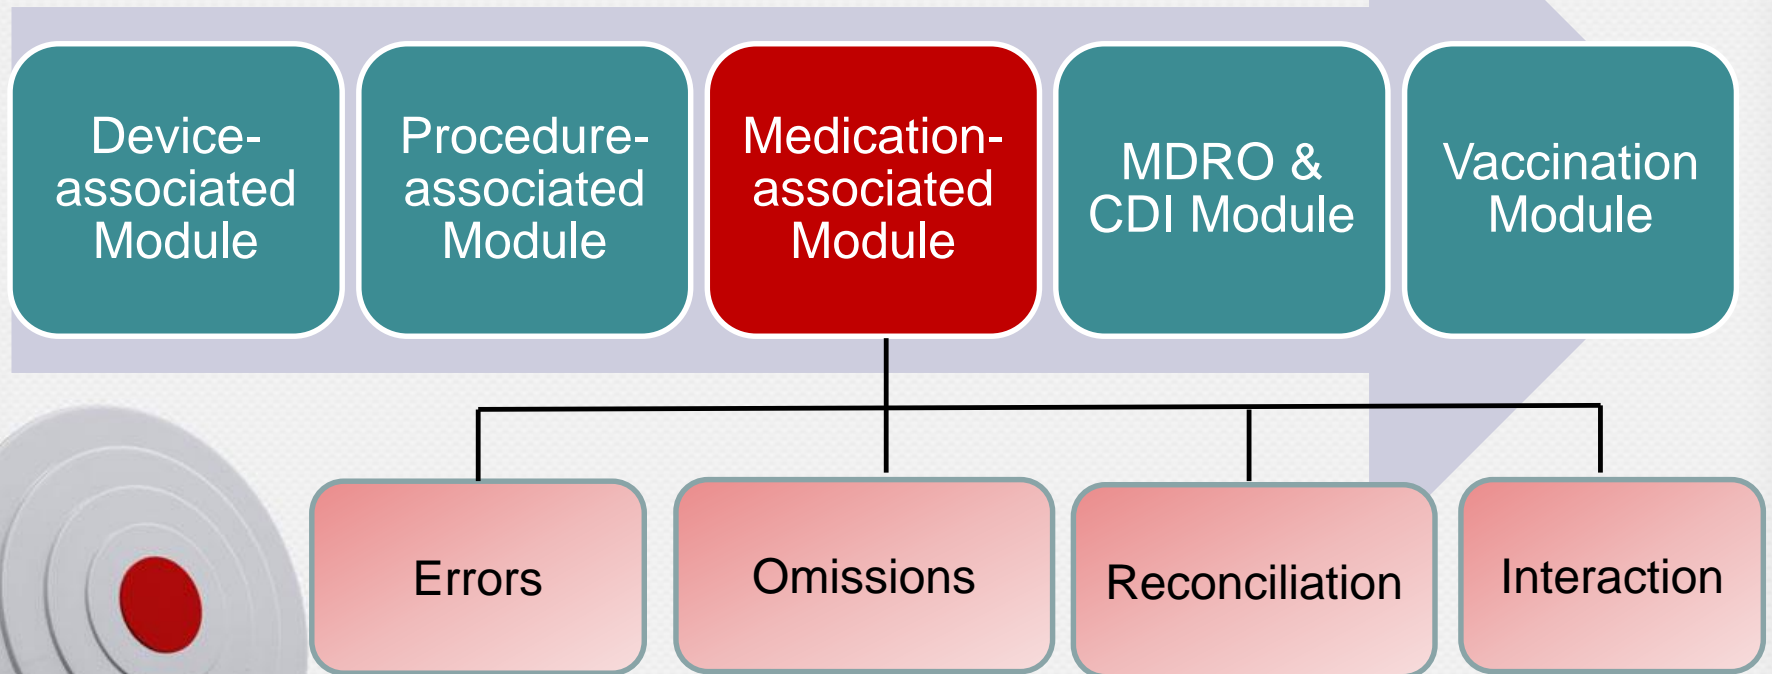 Device-
associated
Module
Procedure-
associated
Module
Medication-
associated
Module
MDRO &
CDI Module
Vaccination
Module
Errors
Omissions
Reconciliation
Interaction